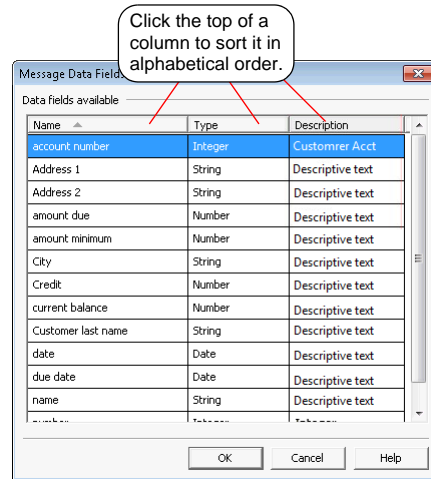 Click the top of a
column to sort it in
alphabetical order.
Message Data Fields
Data fields available
Name Type Description
account number Integer Customrer Acct
Address 1 String Descriptive text
Address 2 String Descriptive text
amount due Number Descriptive text
amount minimum Number Descriptive text
City String Descriptive text
Credit Number Descriptive text
current balance Number Descriptive text
Customer last name String Descriptive text
date Date Descriptive text
due date Date Descriptive text
name String Descriptive text
number Integer Integer
OK Cancel Help